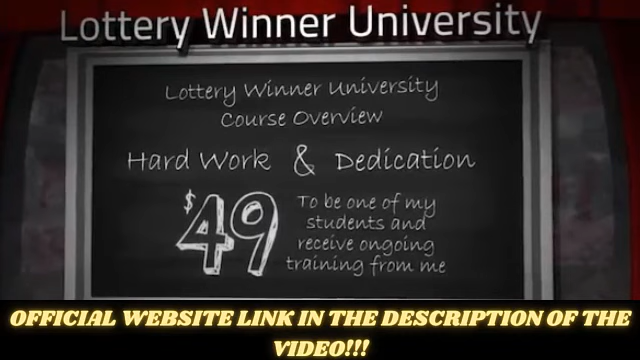 Lottery Winner University
Lottery Winner University
Course Overview
Hard Work & Dedication
$49
To be one of my
students and
receive ongoing
training from me
OFFICIAL WEBSITE LINK IN THE DESCRIPTION OF THE
VIDEO!!!